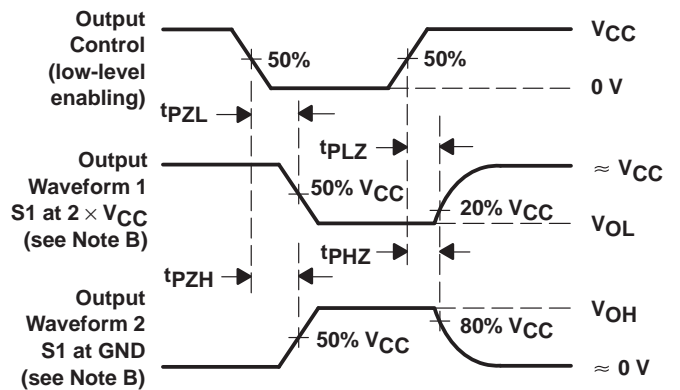 Output
Control
(low-level
enabling)
50%
50%
VCC
0 V
tPZL
tPLZ
Output
Waveform 1
S1 at 2 × VCC
(see Note B)
50% VCC
20% VCC
≈ VCC
VOL
tPZH
tPHZ
Output
Waveform 2
S1 at GND
(see Note B)
50% VCC
80% VCC
VOH
≈ 0 V